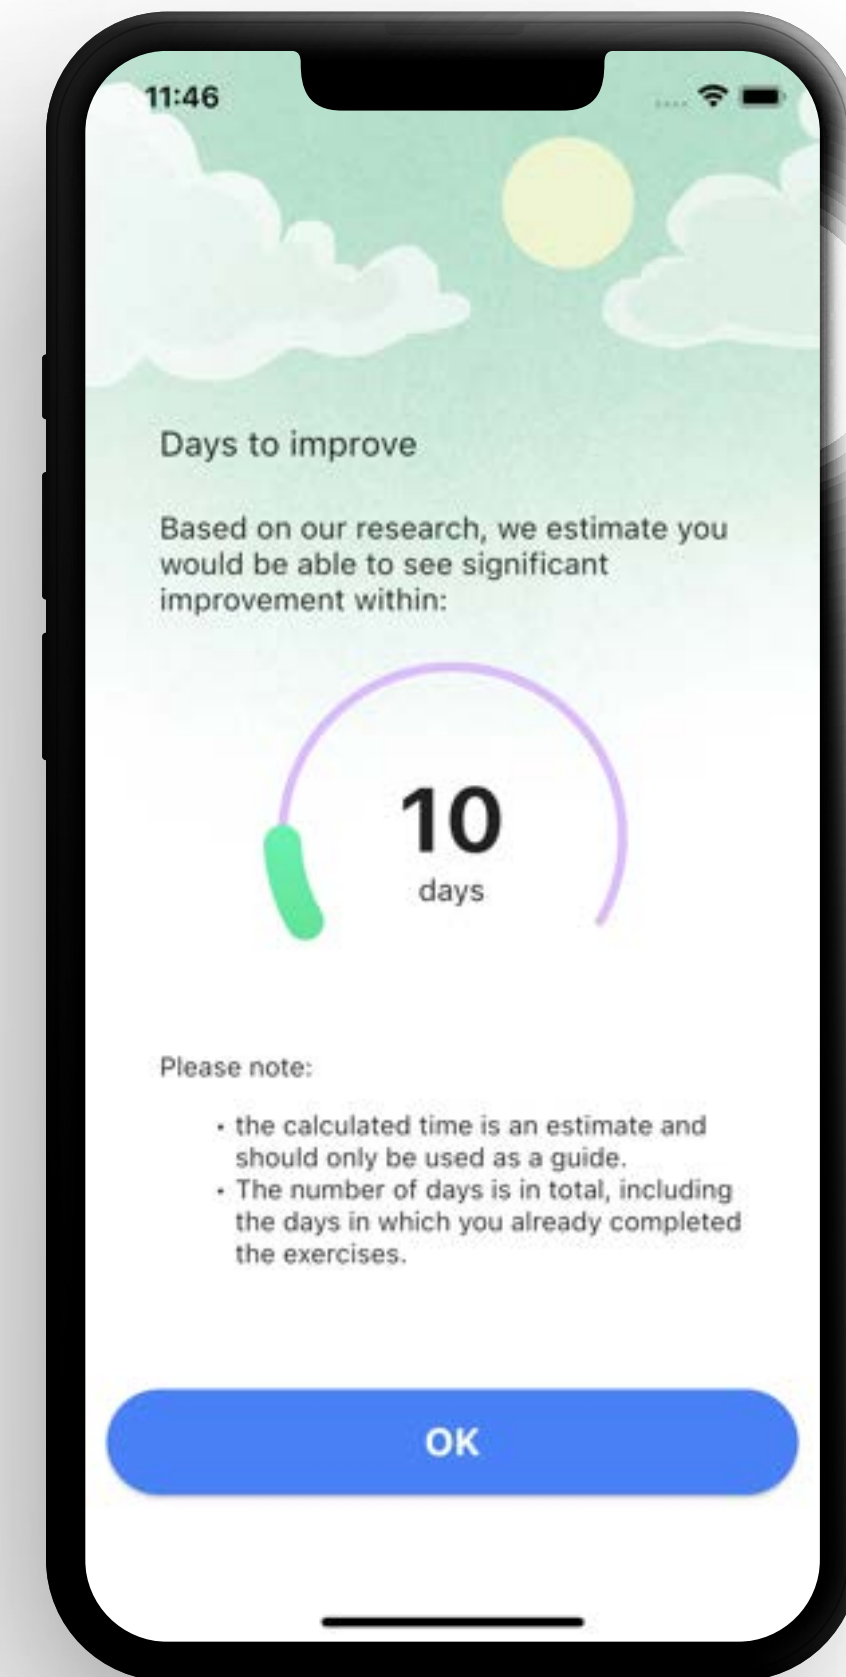 11:46
Days to improve
Based on our research, we estimate you
would be able to see significant
improvement within:
10
days
Please note:
• the calculated time is an estimate and
should only be used as a guide.
• The number of days is in total, including
the days in which you already completed
the exercises.
OK